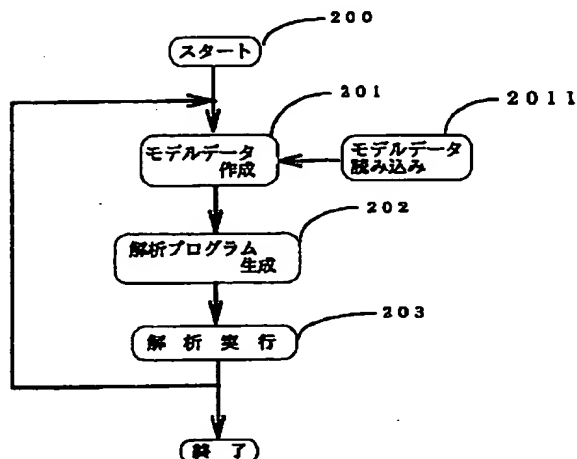 200
スタート
201
2011
モデルデータ
作成
モデルデータ
読み込み
202
解析プログラム
生成
203
解 析 実 行
終 了